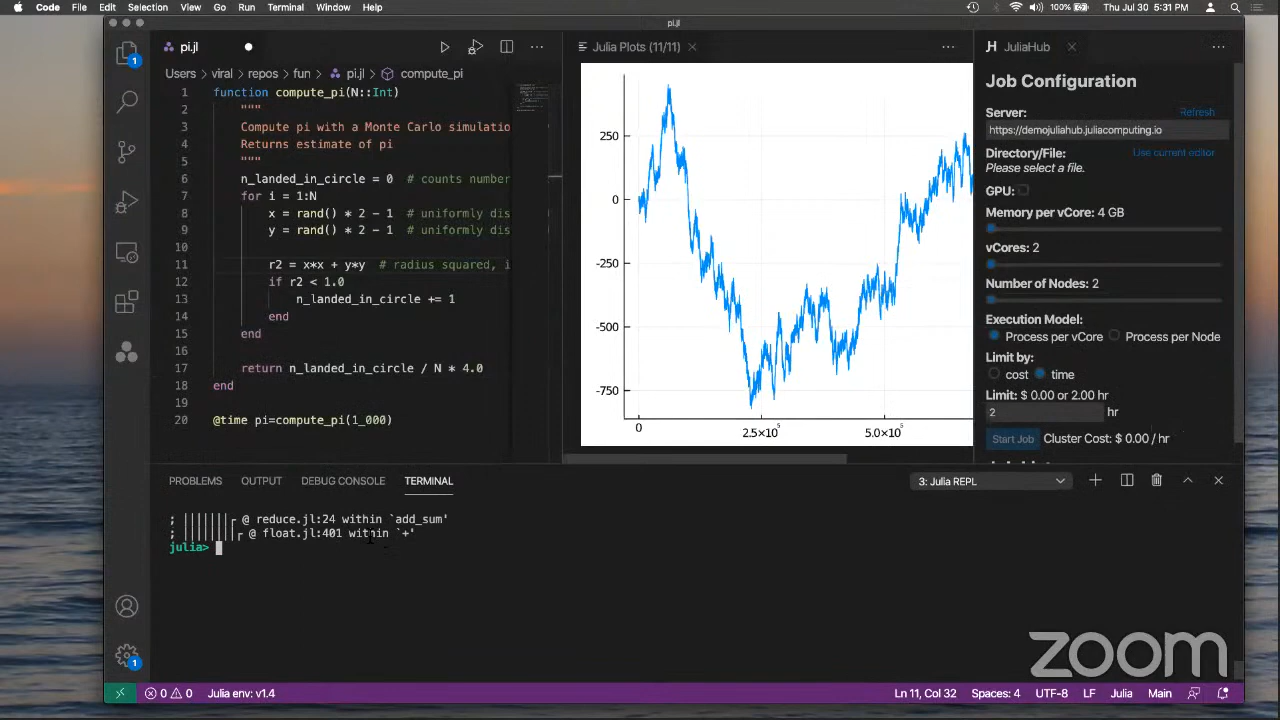 Code File Edit Selection View Go Run Terminal Window Help 100% Thu Jul 30 5:31 PM
pi.jl
pi.jl
Julia Plots (11/11)
JuliaHub
Users viral repos fun pi.jl compute_pi
1 function compute_pi(N::Int)
2 """
3 Compute pi with a Monte Carlo simulatio
4 Returns estimate of pi
5 """
6 n_landed_in_circle = 0 # counts number
7 for i = 1:N
8 x = rand() * 2 - 1 # uniformly dis
9 y = rand() * 2 - 1 # uniformly dis
10
11 r2 = x*x + y*y # radius squared, i
12 if r2 < 1.0
13 n_landed_in_circle += 1
14 end
15 end
16
17 return n_landed_in_circle / N * 4.0
18 end
19
20 @time pi=compute_pi(1_000)
250
0
-250
-500
-750
0 2.5×10⁵ 5.0×10⁵
Job Configuration
Server: Refresh
https://demojuliahub.juliacomputing.io
Directory/File: Use current editor
Please select a file.
GPU:
Memory per vCore: 4 GB
vCores: 2
Number of Nodes: 2
Execution Model:
Process per vCore Process per Node
Limit by:
cost time
Limit: $ 0.00 or 2.00 hr
2 hr
Start Job Cluster Cost: $ 0.00 / hr
PROBLEMS OUTPUT DEBUG CONSOLE TERMINAL 3: Julia REPL
; │││││││┌ @ reduce.jl:24 within `add_sum'
; ││││││││┌ @ float.jl:401 within `+'
julia>
zoom
0 0 Julia env: v1.4 Ln 11, Col 32 Spaces: 4 UTF-8 LF Julia Main
1
1